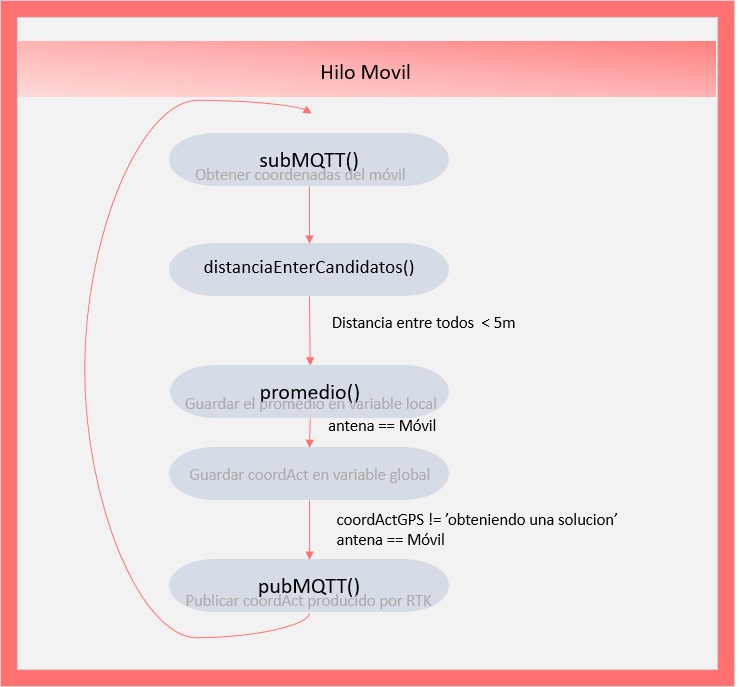 Hilo Movil
subMQTT()
Obtener coordenadas del móvil
distanciaEnterCandidatos()
Distancia entre todos < 5m
promedio()
Guardar el promedio en variable local
antena == Móvil
Guardar coordAct en variable global
coordActGPS != ’obteniendo una solucion’
antena == Móvil
pubMQTT()
Publicar coordAct producido por RTK